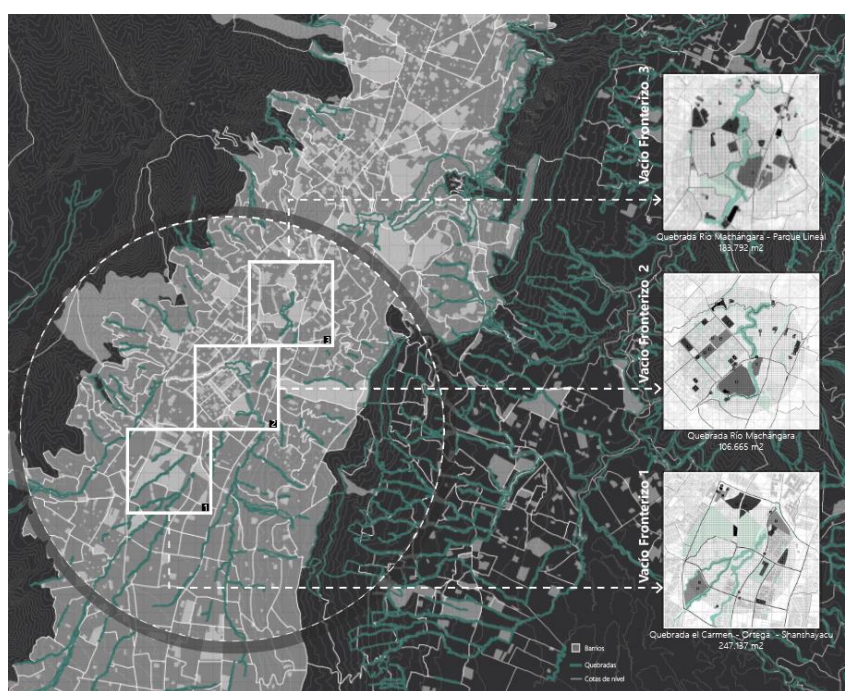 Vacío Fronterizo 3
Quebrada Río Machángara - Parque Lineal
183.792 m2
Vacío Fronterizo 2
Quebrada Río Machángara
106.665 m2
Vacío Fronterizo 1
Quebrada el Carmen - Ortega - Shanshayacu
247.137 m2
3
2
1
Barrios
Quebradas
Cotas de nivel